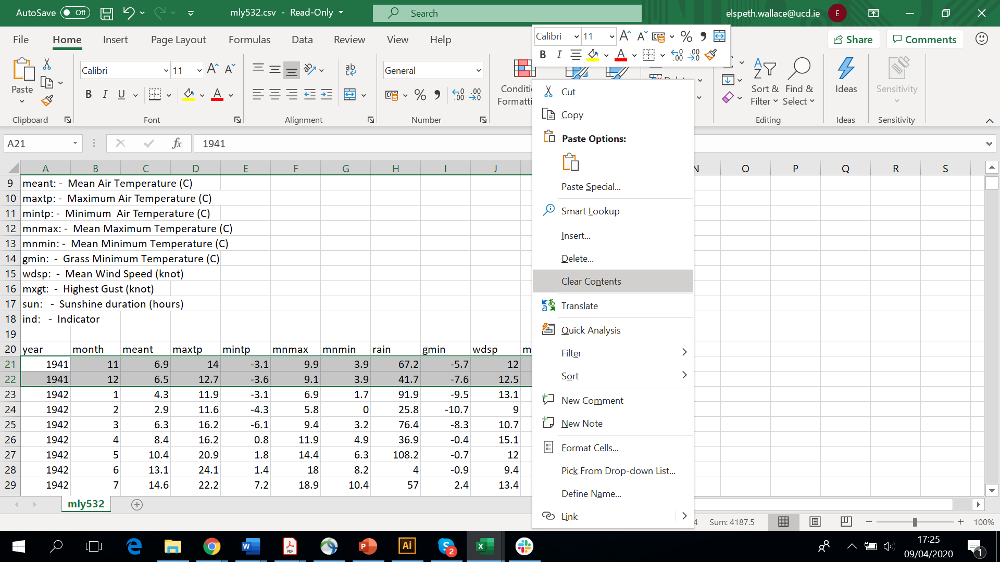 AutoSave Off
mly532.csv - Read-Only
Search
elspeth.wallace@ucd.ie
E
File Home Insert Page Layout Formulas Data Review View Help
Share
Comments
Calibri 11
Paste
Calibri 11
B I U
ab
General
Sort & Filter
Find & Select
Ideas
Sensitivity
Clipboard Font Alignment Number Editing Ideas Sensitivity
A21
fx
1941
A B C D E F G H I J N O P Q R S
9 meant: - Mean Air Temperature (C)
10 maxtp: - Maximum Air Temperature (C)
11 mintp: - Minimum Air Temperature (C)
12 mnmax: - Mean Maximum Temperature (C)
13 mnmin: - Mean Minimum Temperature (C)
14 gmin: - Grass Minimum Temperature (C)
15 wdsp: - Mean Wind Speed (knot)
16 mxgt: - Highest Gust (knot)
17 sun: - Sunshine duration (hours)
18 ind: - Indicator
19
20 year month meant maxtp mintp mnmax mnmin rain gmin wdsp m
21 1941 11 6.9 14 -3.1 9.9 3.9 67.2 -5.7 12
22 1941 12 6.5 12.7 -3.6 9.1 3.9 41.7 -7.6 12.5
23 1942 1 4.3 11.9 -3.1 6.9 1.7 91.9 -9.5 13.1
24 1942 2 2.9 11.6 -4.3 5.8 0 25.8 -10.7 9
25 1942 3 6.3 16.2 -6.1 9.4 3.2 76.4 -8.3 10.7
26 1942 4 8.4 16.2 0.8 11.9 4.9 36.9 -0.4 15.1
27 1942 5 10.4 20.9 1.8 14.4 6.3 108.2 -0.7 12
28 1942 6 13.1 24.1 1.4 18 8.2 4 -0.9 9.4
29 1942 7 14.6 22.2 7.2 18.9 10.4 57 2.4 13.4
Cut
Copy
Paste Options:
Paste Special...
Smart Lookup
Insert...
Delete...
Clear Contents
Translate
Quick Analysis
Filter
Sort
New Comment
New Note
Format Cells...
Pick From Drop-down List...
Define Name...
Link
mly532
4 Sum: 4187.5
100%
17:25
09/04/2020
1